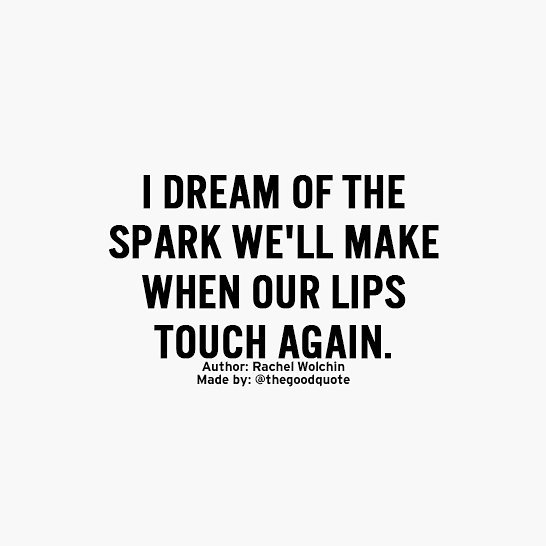 I DREAM OF THE
SPARK WE'LL MAKE
WHEN OUR LIPS
TOUCH AGAIN.
Author: Rachel Wolchin
Made by: @thegoodquote